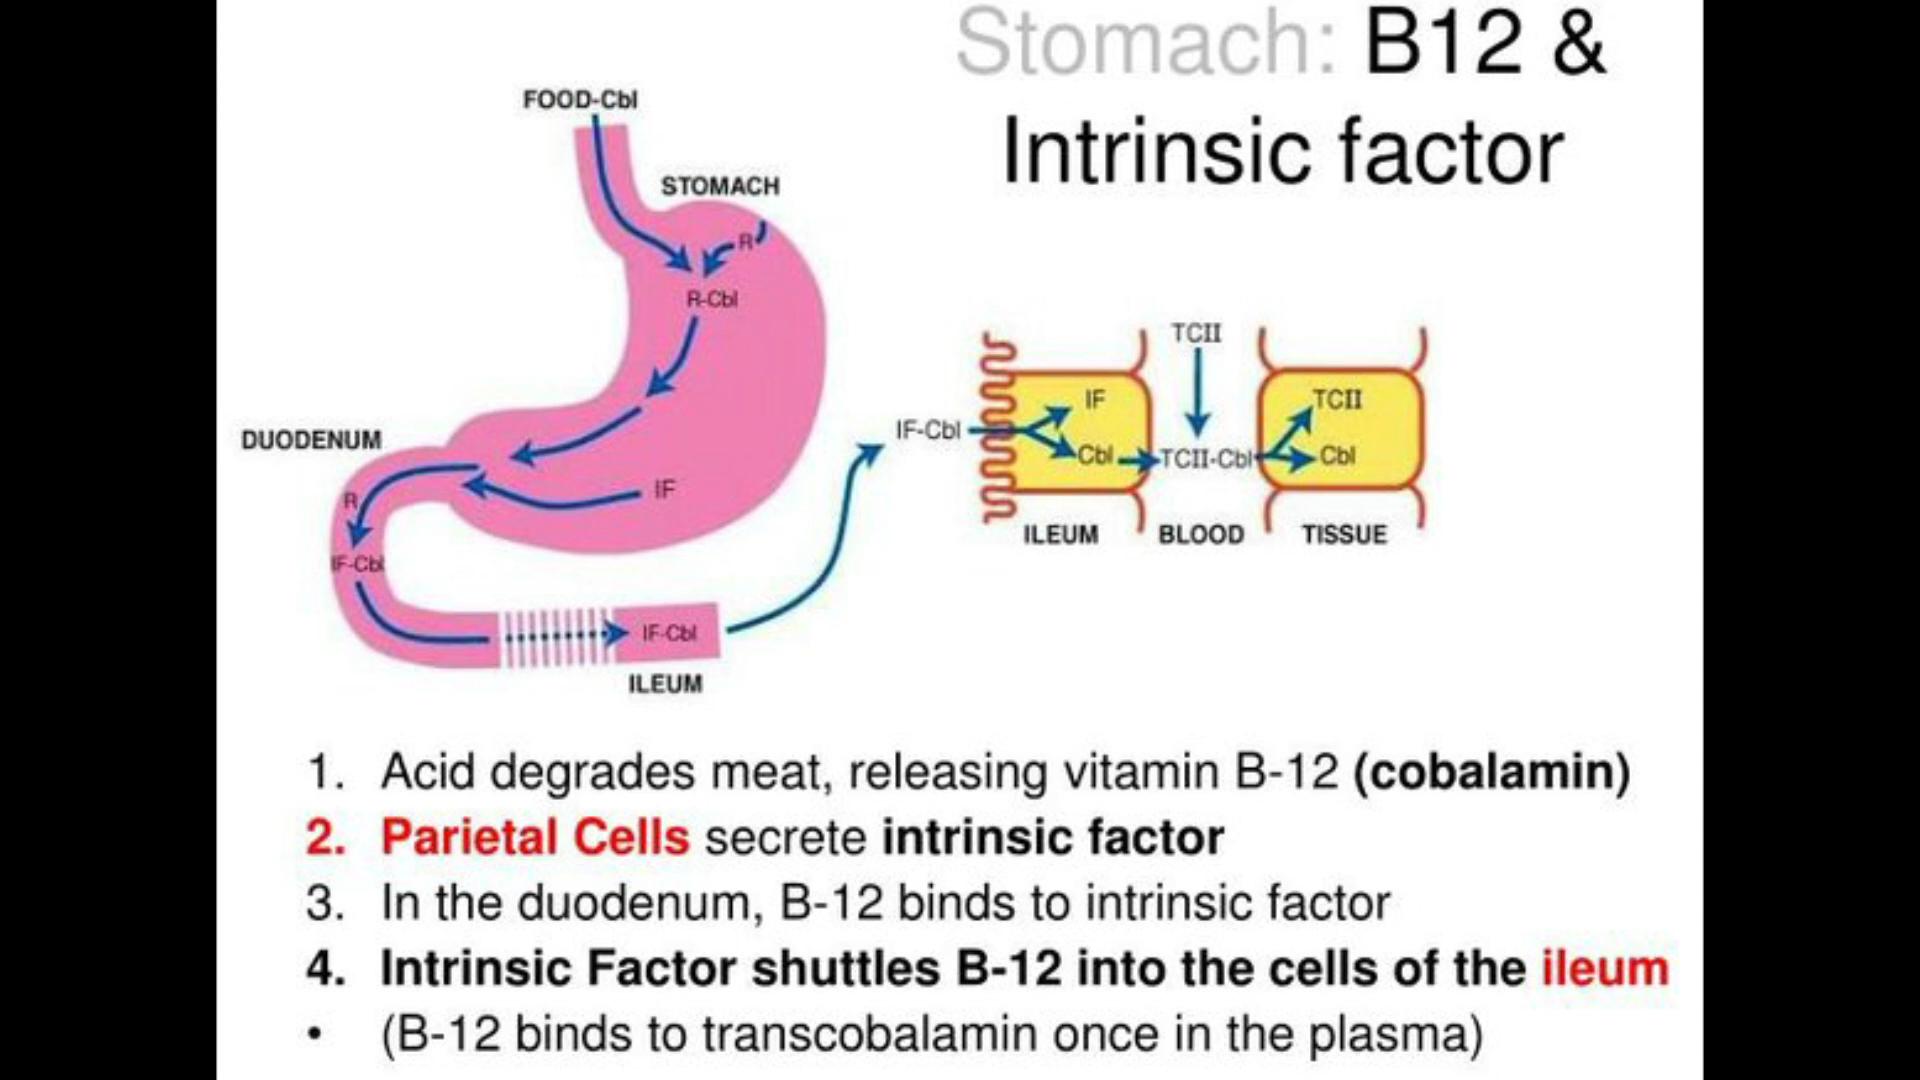 Stomach: B12 &
Intrinsic factor
FOOD-Cbl
STOMACH
R
R-Cbl
DUODENUM
IF
R
IF-Cbl
IF-Cbl
ILEUM
IF-Cbl
IF
Cbl
TCII
TCII-Cbl
TCII
Cbl
ILEUM
BLOOD
TISSUE
1. Acid degrades meat, releasing vitamin B-12 (cobalamin)
2. Parietal Cells secrete intrinsic factor
3. In the duodenum, B-12 binds to intrinsic factor
4. Intrinsic Factor shuttles B-12 into the cells of the ileum
• (B-12 binds to transcobalamin once in the plasma)